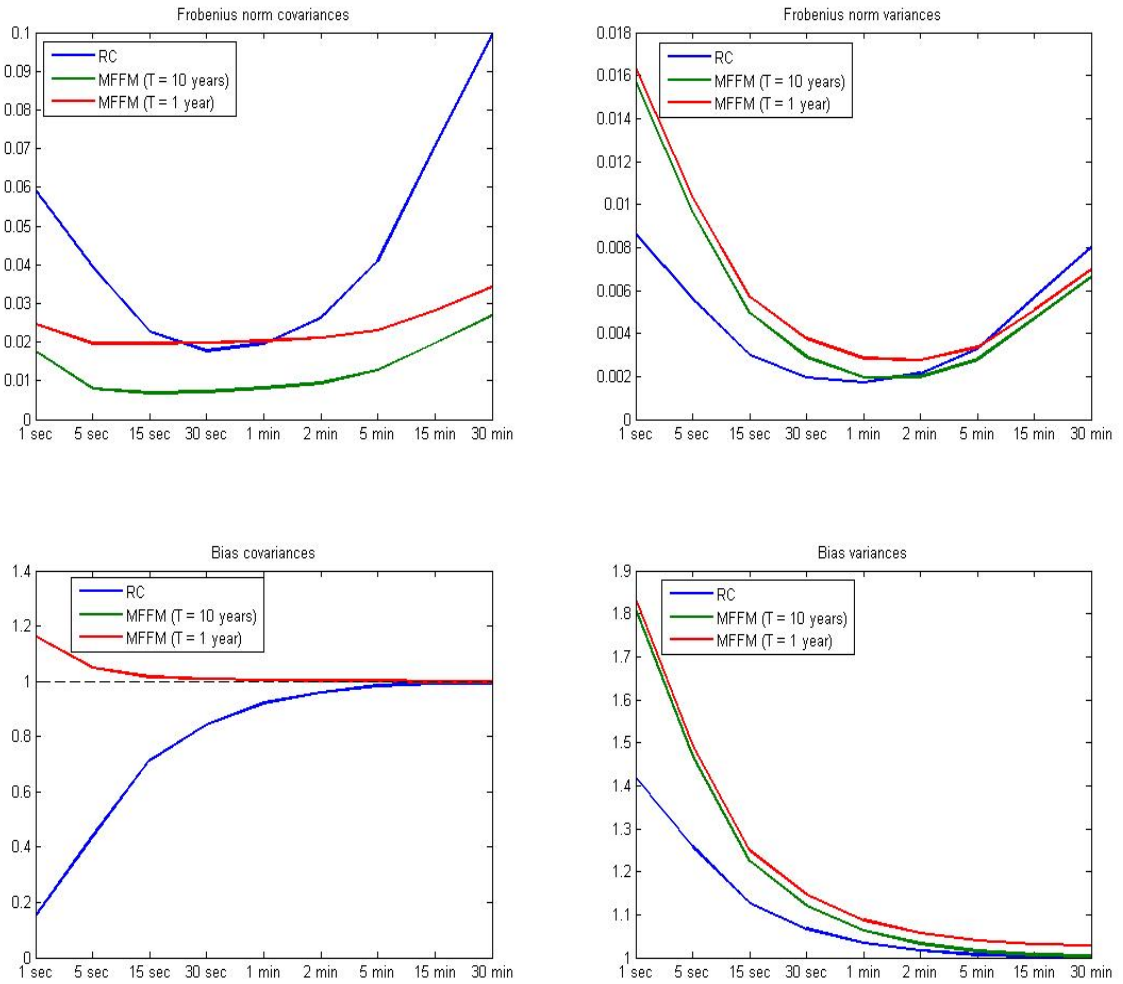 Frobenius norm covariances
0.1
0.09
0.08
0.07
0.06
0.05
0.04
0.03
0.02
0.01
0
RC
MFFM (T = 10 years)
MFFM (T = 1 year)
1 sec 5 sec 15 sec 30 sec 1 min 2 min 5 min 15 min 30 min
Frobenius norm variances
0.018
0.016
0.014
0.012
0.01
0.008
0.006
0.004
0.002
0
RC
MFFM (T = 10 years)
MFFM (T = 1 year)
1 sec 5 sec 15 sec 30 sec 1 min 2 min 5 min 15 min 30 min
Bias covariances
1.4
1.2
1
0.8
0.6
0.4
0.2
0
RC
MFFM (T = 10 years)
MFFM (T = 1 year)
1 sec 5 sec 15 sec 30 sec 1 min 2 min 5 min 15 min 30 min
Bias variances
1.9
1.8
1.7
1.6
1.5
1.4
1.3
1.2
1.1
1
RC
MFFM (T = 10 years)
MFFM (T = 1 year)
1 sec 5 sec 15 sec 30 sec 1 min 2 min 5 min 15 min 30 min